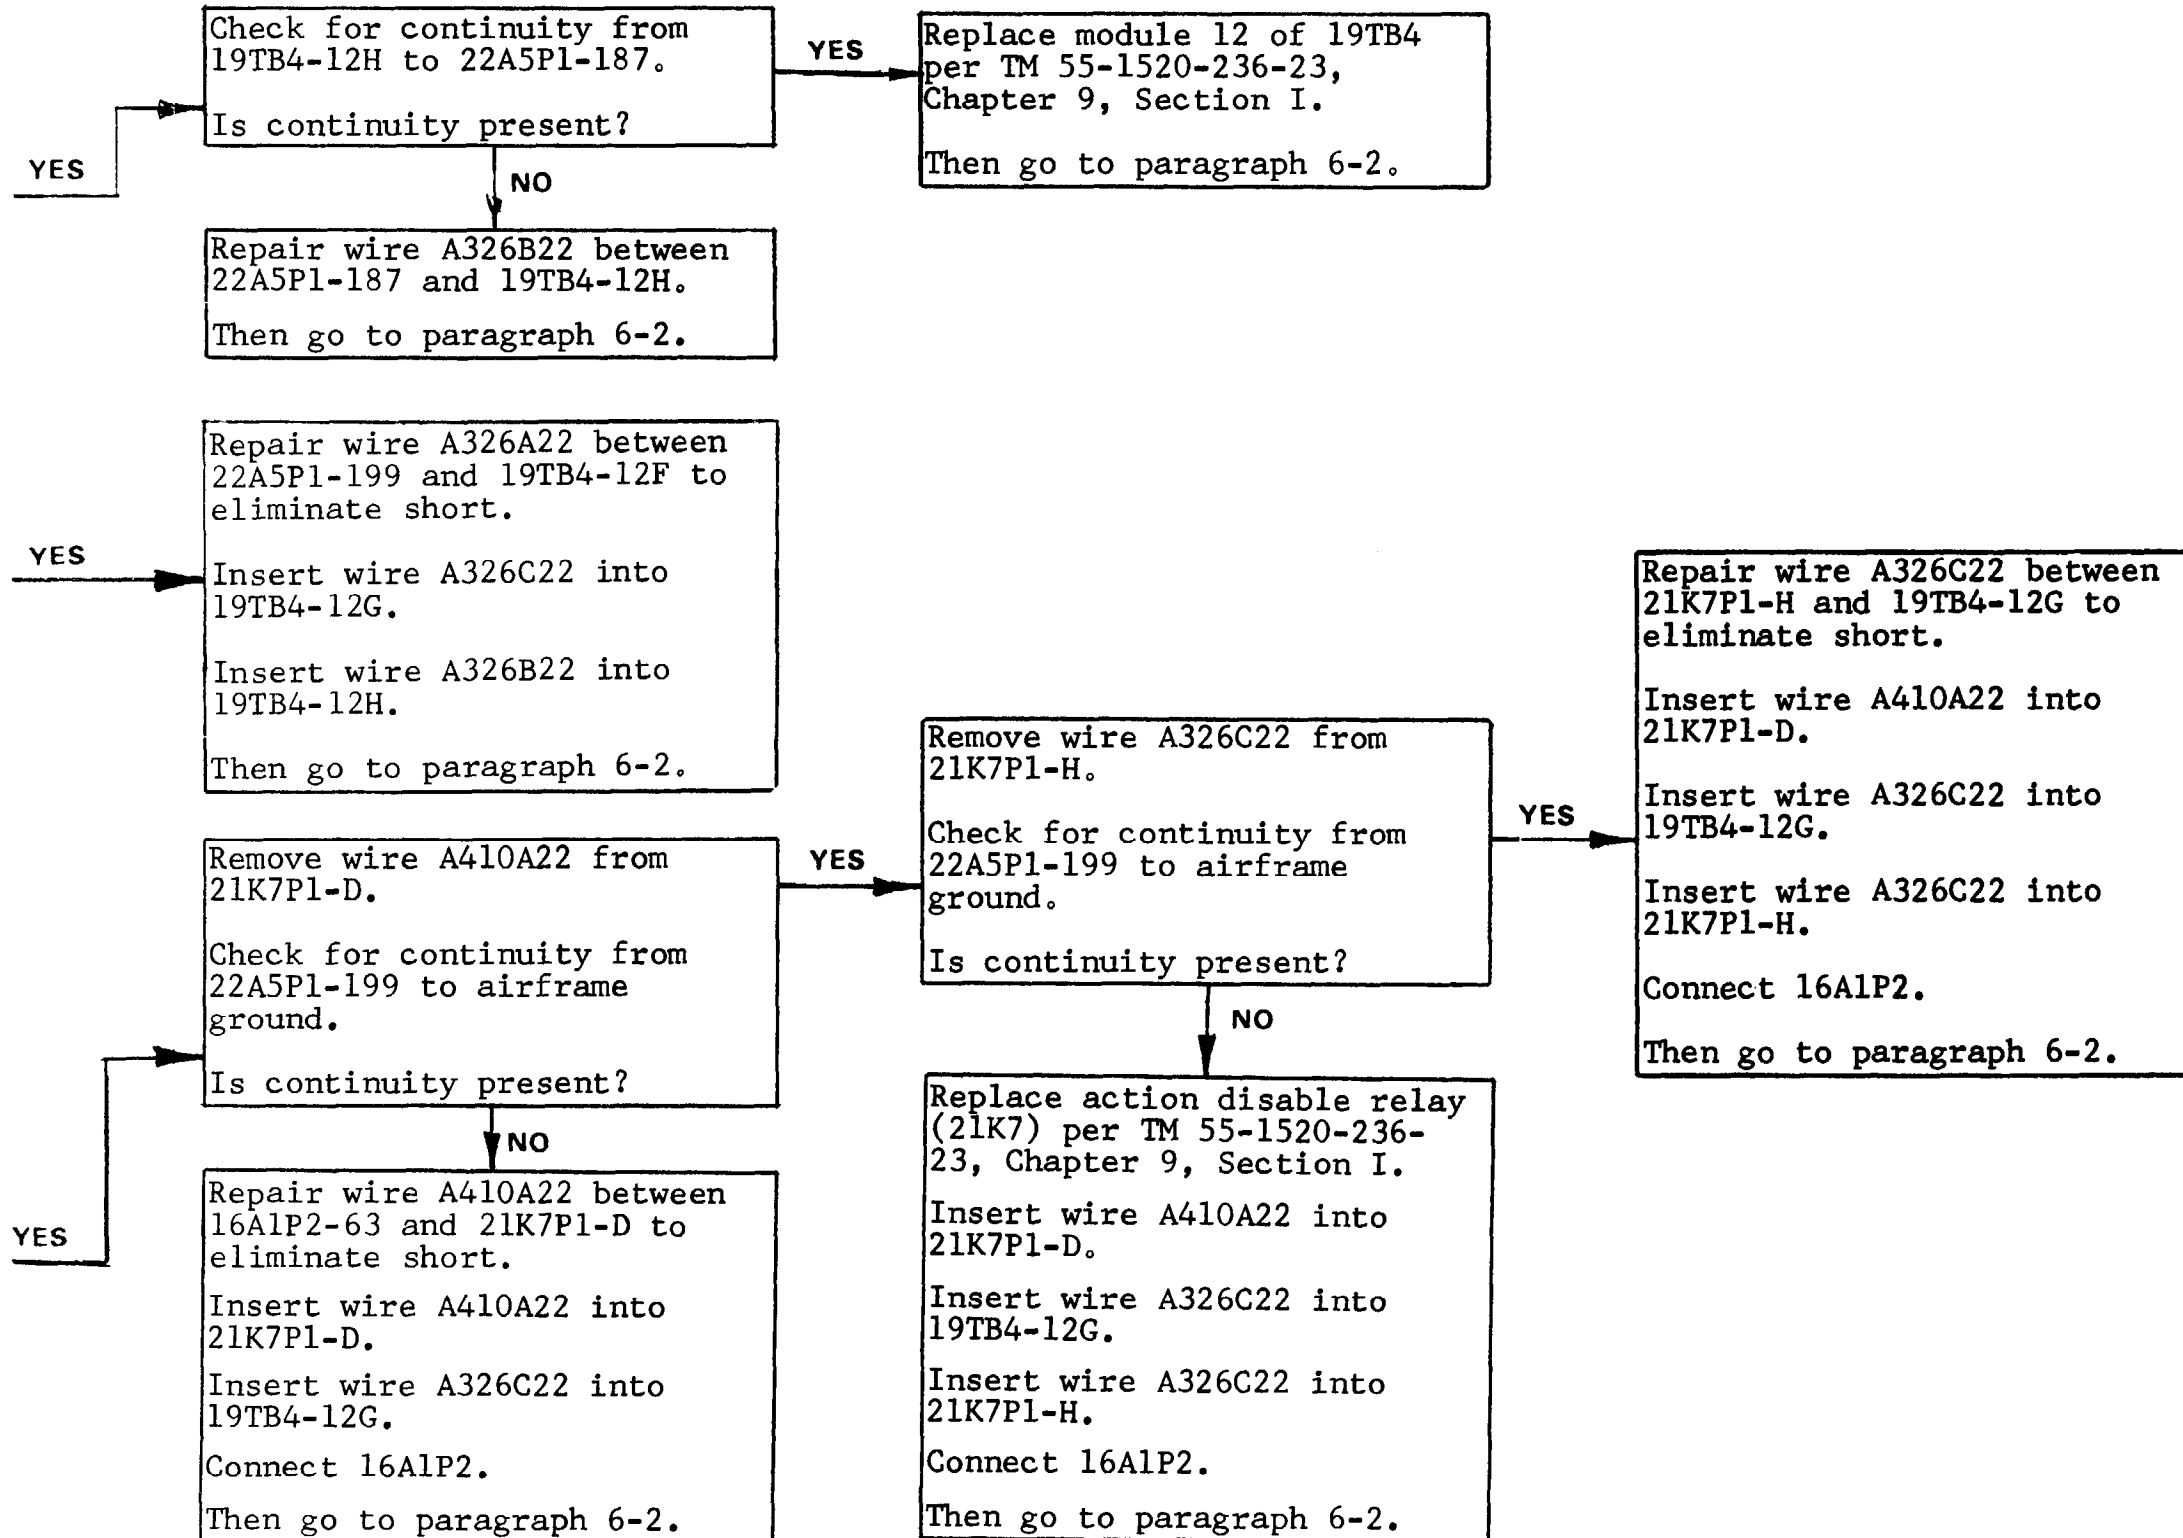 YES
Check for continuity from
19TB4-12H to 22A5P1-187.
Is continuity present?
YES
Replace module 12 of 19TB4
per TM 55-1520-236-23,
Chapter 9, Section I.
Then go to paragraph 6-2.
NO
Repair wire A326B22 between
22A5P1-187 and 19TB4-12H.
Then go to paragraph 6-2.
YES
Repair wire A326A22 between
22A5P1-199 and 19TB4-12F to
eliminate short.
Insert wire A326C22 into
19TB4-12G.
Insert wire A326B22 into
19TB4-12H.
Then go to paragraph 6-2.
YES
Remove wire A410A22 from
21K7P1-D.
Check for continuity from
22A5P1-199 to airframe
ground.
Is continuity present?
YES
Remove wire A326C22 from
21K7P1-H.
Check for continuity from
22A5P1-199 to airframe
ground.
Is continuity present?
YES
Repair wire A326C22 between
21K7P1-H and 19TB4-12G to
eliminate short.
Insert wire A410A22 into
21K7P1-D.
Insert wire A326C22 into
19TB4-12G.
Insert wire A326C22 into
21K7P1-H.
Connect 16A1P2.
Then go to paragraph 6-2.
NO
Repair wire A410A22 between
16A1P2-63 and 21K7P1-D to
eliminate short.
Insert wire A410A22 into
21K7P1-D.
Insert wire A326C22 into
19TB4-12G.
Connect 16A1P2.
Then go to paragraph 6-2.
NO
Replace action disable relay
(21K7) per TM 55-1520-236-
23, Chapter 9, Section I.
Insert wire A410A22 into
21K7P1-D.
Insert wire A326C22 into
19TB4-12G.
Insert wire A326C22 into
21K7P1-H.
Connect 16A1P2.
Then go to paragraph 6-2.